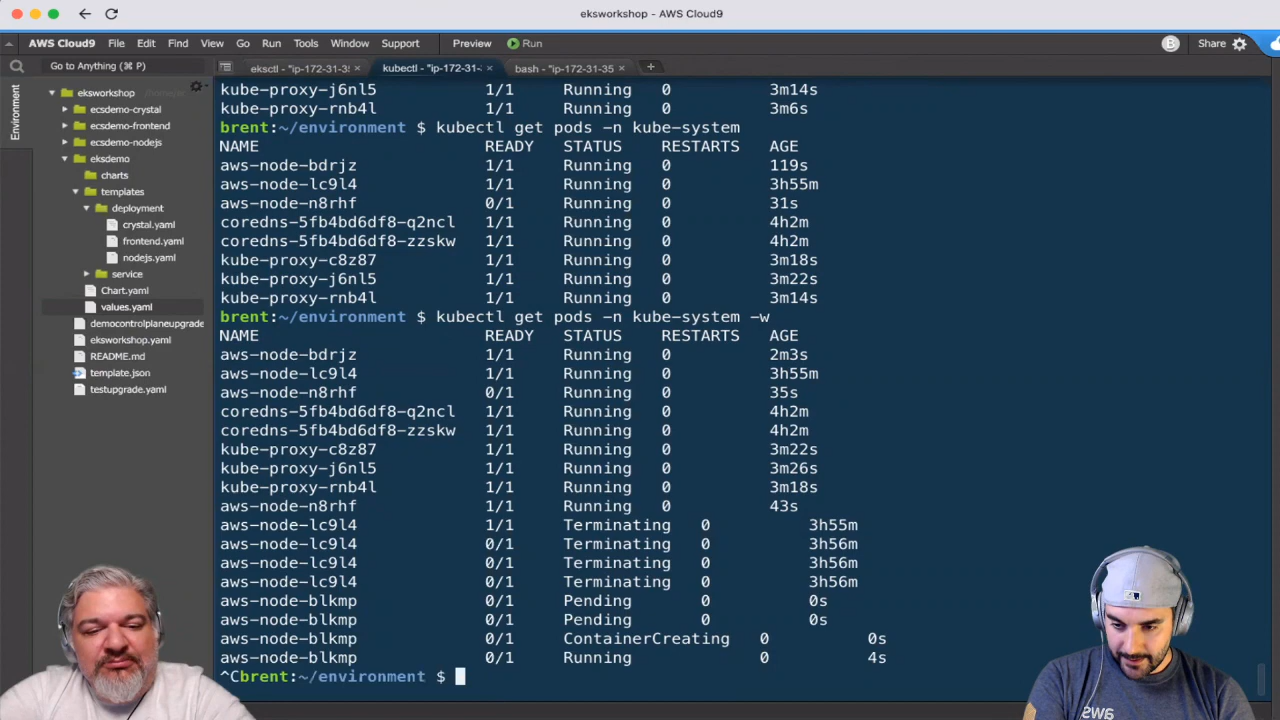 eksworkshop - AWS Cloud9
AWS Cloud9 File Edit Find View Go Run Tools Window Support Preview Run B Share
Go to Anything (⌘ P)
eksctl - "ip-172-31-35 × kubectl - "ip-172-31-: × bash - "ip-172-31-35 ×
Environment
eksworkshop
ecsdemo-crystal
ecsdemo-frontend
ecsdemo-nodejs
eksdemo
charts
templates
deployment
crystal.yaml
frontend.yaml
nodejs.yaml
service
Chart.yaml
values.yaml
democontrolplaneupgrade
eksworkshop.yaml
README.md
template.json
testupgrade.yaml
kube-proxy-j6nl5 1/1 Running 0 3m14s
kube-proxy-rnb4l 1/1 Running 0 3m6s
brent:~/environment $ kubectl get pods -n kube-system
NAME READY STATUS RESTARTS AGE
aws-node-bdrjz 1/1 Running 0 119s
aws-node-lc9l4 1/1 Running 0 3h55m
aws-node-n8rhf 0/1 Running 0 31s
coredns-5fb4bd6df8-q2ncl 1/1 Running 0 4h2m
coredns-5fb4bd6df8-zzskw 1/1 Running 0 4h2m
kube-proxy-c8z87 1/1 Running 0 3m18s
kube-proxy-j6nl5 1/1 Running 0 3m22s
kube-proxy-rnb4l 1/1 Running 0 3m14s
brent:~/environment $ kubectl get pods -n kube-system -w
NAME READY STATUS RESTARTS AGE
aws-node-bdrjz 1/1 Running 0 2m3s
aws-node-lc9l4 1/1 Running 0 3h55m
aws-node-n8rhf 0/1 Running 0 35s
coredns-5fb4bd6df8-q2ncl 1/1 Running 0 4h2m
coredns-5fb4bd6df8-zzskw 1/1 Running 0 4h2m
kube-proxy-c8z87 1/1 Running 0 3m22s
kube-proxy-j6nl5 1/1 Running 0 3m26s
kube-proxy-rnb4l 1/1 Running 0 3m18s
aws-node-n8rhf 1/1 Running 0 43s
aws-node-lc9l4 1/1 Terminating 0 3h55m
aws-node-lc9l4 0/1 Terminating 0 3h56m
aws-node-lc9l4 0/1 Terminating 0 3h56m
aws-node-lc9l4 0/1 Terminating 0 3h56m
aws-node-blkmp 0/1 Pending 0 0s
aws-node-blkmp 0/1 Pending 0 0s
aws-node-blkmp 0/1 ContainerCreating 0 0s
aws-node-blkmp 0/1 Running 0 4s
^Cbrent:~/environment $
aws